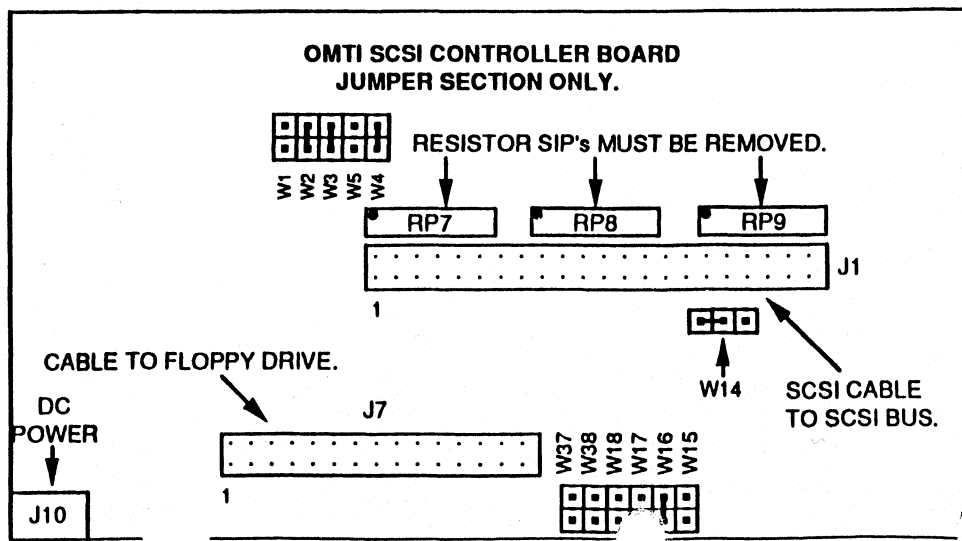 OMTI SCSI CONTROLLER BOARD
JUMPER SECTION ONLY.
RESISTOR SIP's MUST BE REMOVED.
W1
W2
W3
W5
W4
RP7
RP8
RP9
J1
1
W14
SCSI CABLE
TO SCSI BUS.
CABLE TO FLOPPY DRIVE.
DC
POWER
J7
1
J10
W37
W38
W18
W17
W16
W15